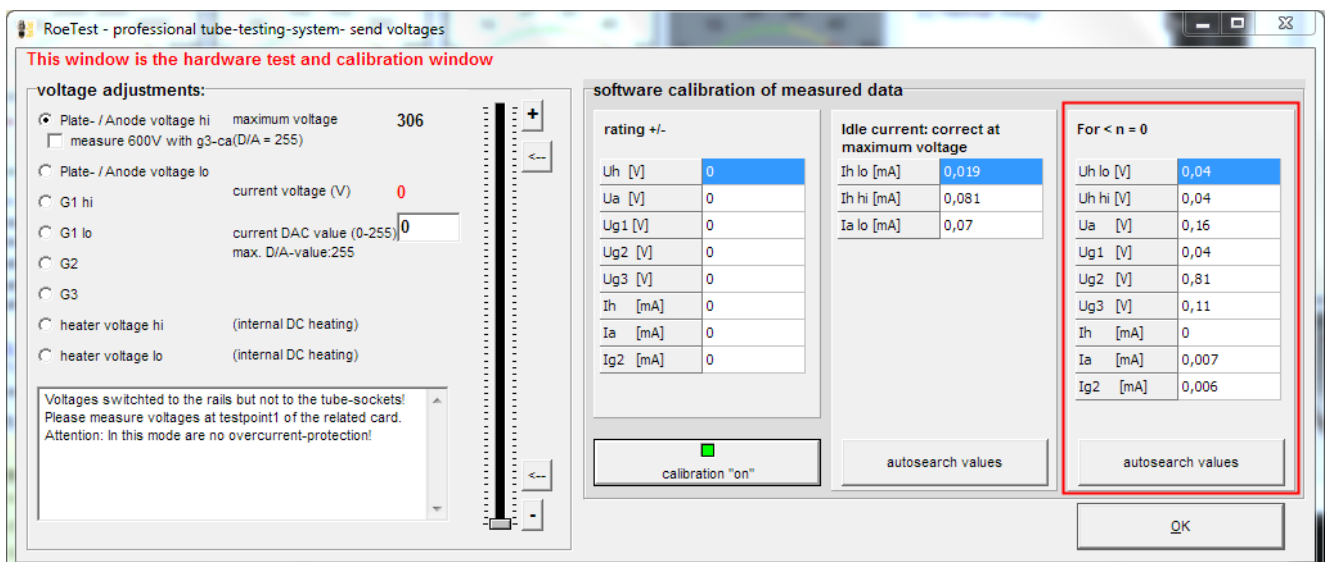 RoeTest - professional tube-testing-system- send voltages
This window is the hardware test and calibration window
voltage adjustments:
Plate- / Anode voltage hi maximum voltage 306
measure 600V with g3-ca(D/A = 255)
Plate- / Anode voltage lo
current voltage (V) 0
G1 hi
G1 lo
current DAC value (0-255) 0
max. D/A-value:255
G2
G3
heater voltage hi (internal DC heating)
heater voltage lo (internal DC heating)
Voltages switchted to the rails but not to the tube-sockets!
Please measure voltages at testpoint1 of the related card.
Attention: In this mode are no overcurrent-protection!
+
<--
<--
-
software calibration of measured data
rating +/-
Uh [V] 0
Ua [V] 0
Ug1 [V] 0
Ug2 [V] 0
Ug3 [V] 0
Ih [mA] 0
Ia [mA] 0
Ig2 [mA] 0
calibration "on"
Idle current: correct at
maximum voltage
Ih lo [mA] 0,019
Ih hi [mA] 0,081
Ia lo [mA] 0,07
autosearch values
For < n = 0
Uh lo [V] 0,04
Uh hi [V] 0,04
Ua [V] 0,16
Ug1 [V] 0,04
Ug2 [V] 0,81
Ug3 [V] 0,11
Ih [mA] 0
Ia [mA] 0,007
Ig2 [mA] 0,006
autosearch values
OK